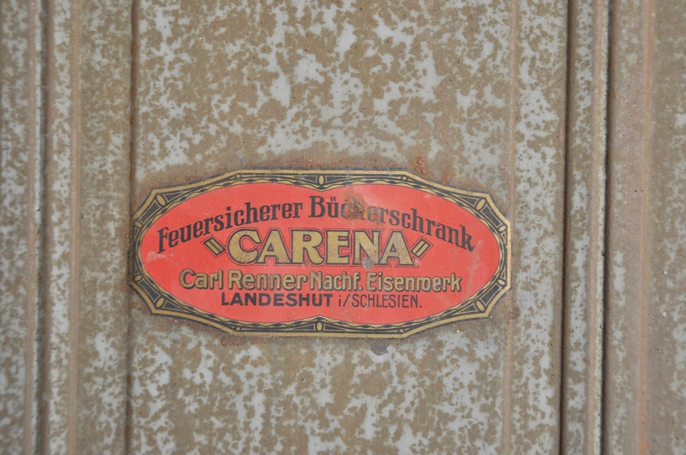 Feuersicherer Bücherschrank
"CARENA"
Carl Renner Nachf. Eisenwerk
LANDESHUT i/SCHLESIEN.